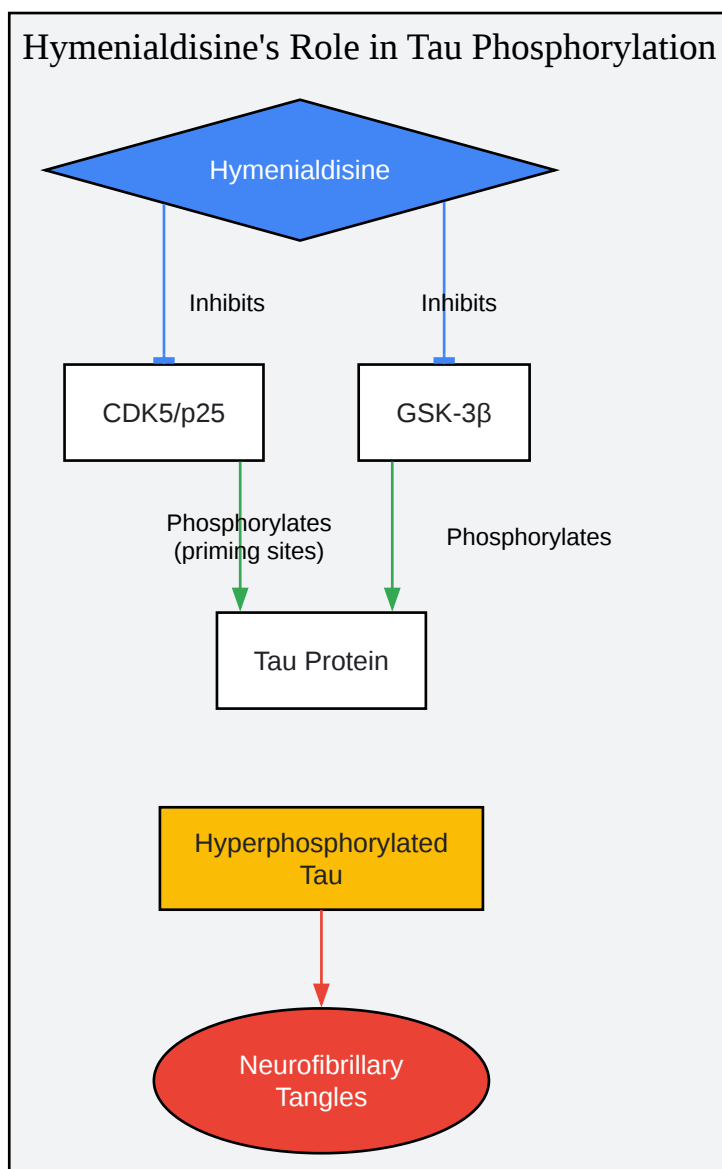 Hymenialdisine's Role in Tau Phosphorylation
Hymenialdisine
Inhibits
Inhibits
CDK5/p25
GSK-3β
Phosphorylates
(priming sites)
Phosphorylates
Tau Protein
Hyperphosphorylated
Tau
Neurofibrillary
Tangles